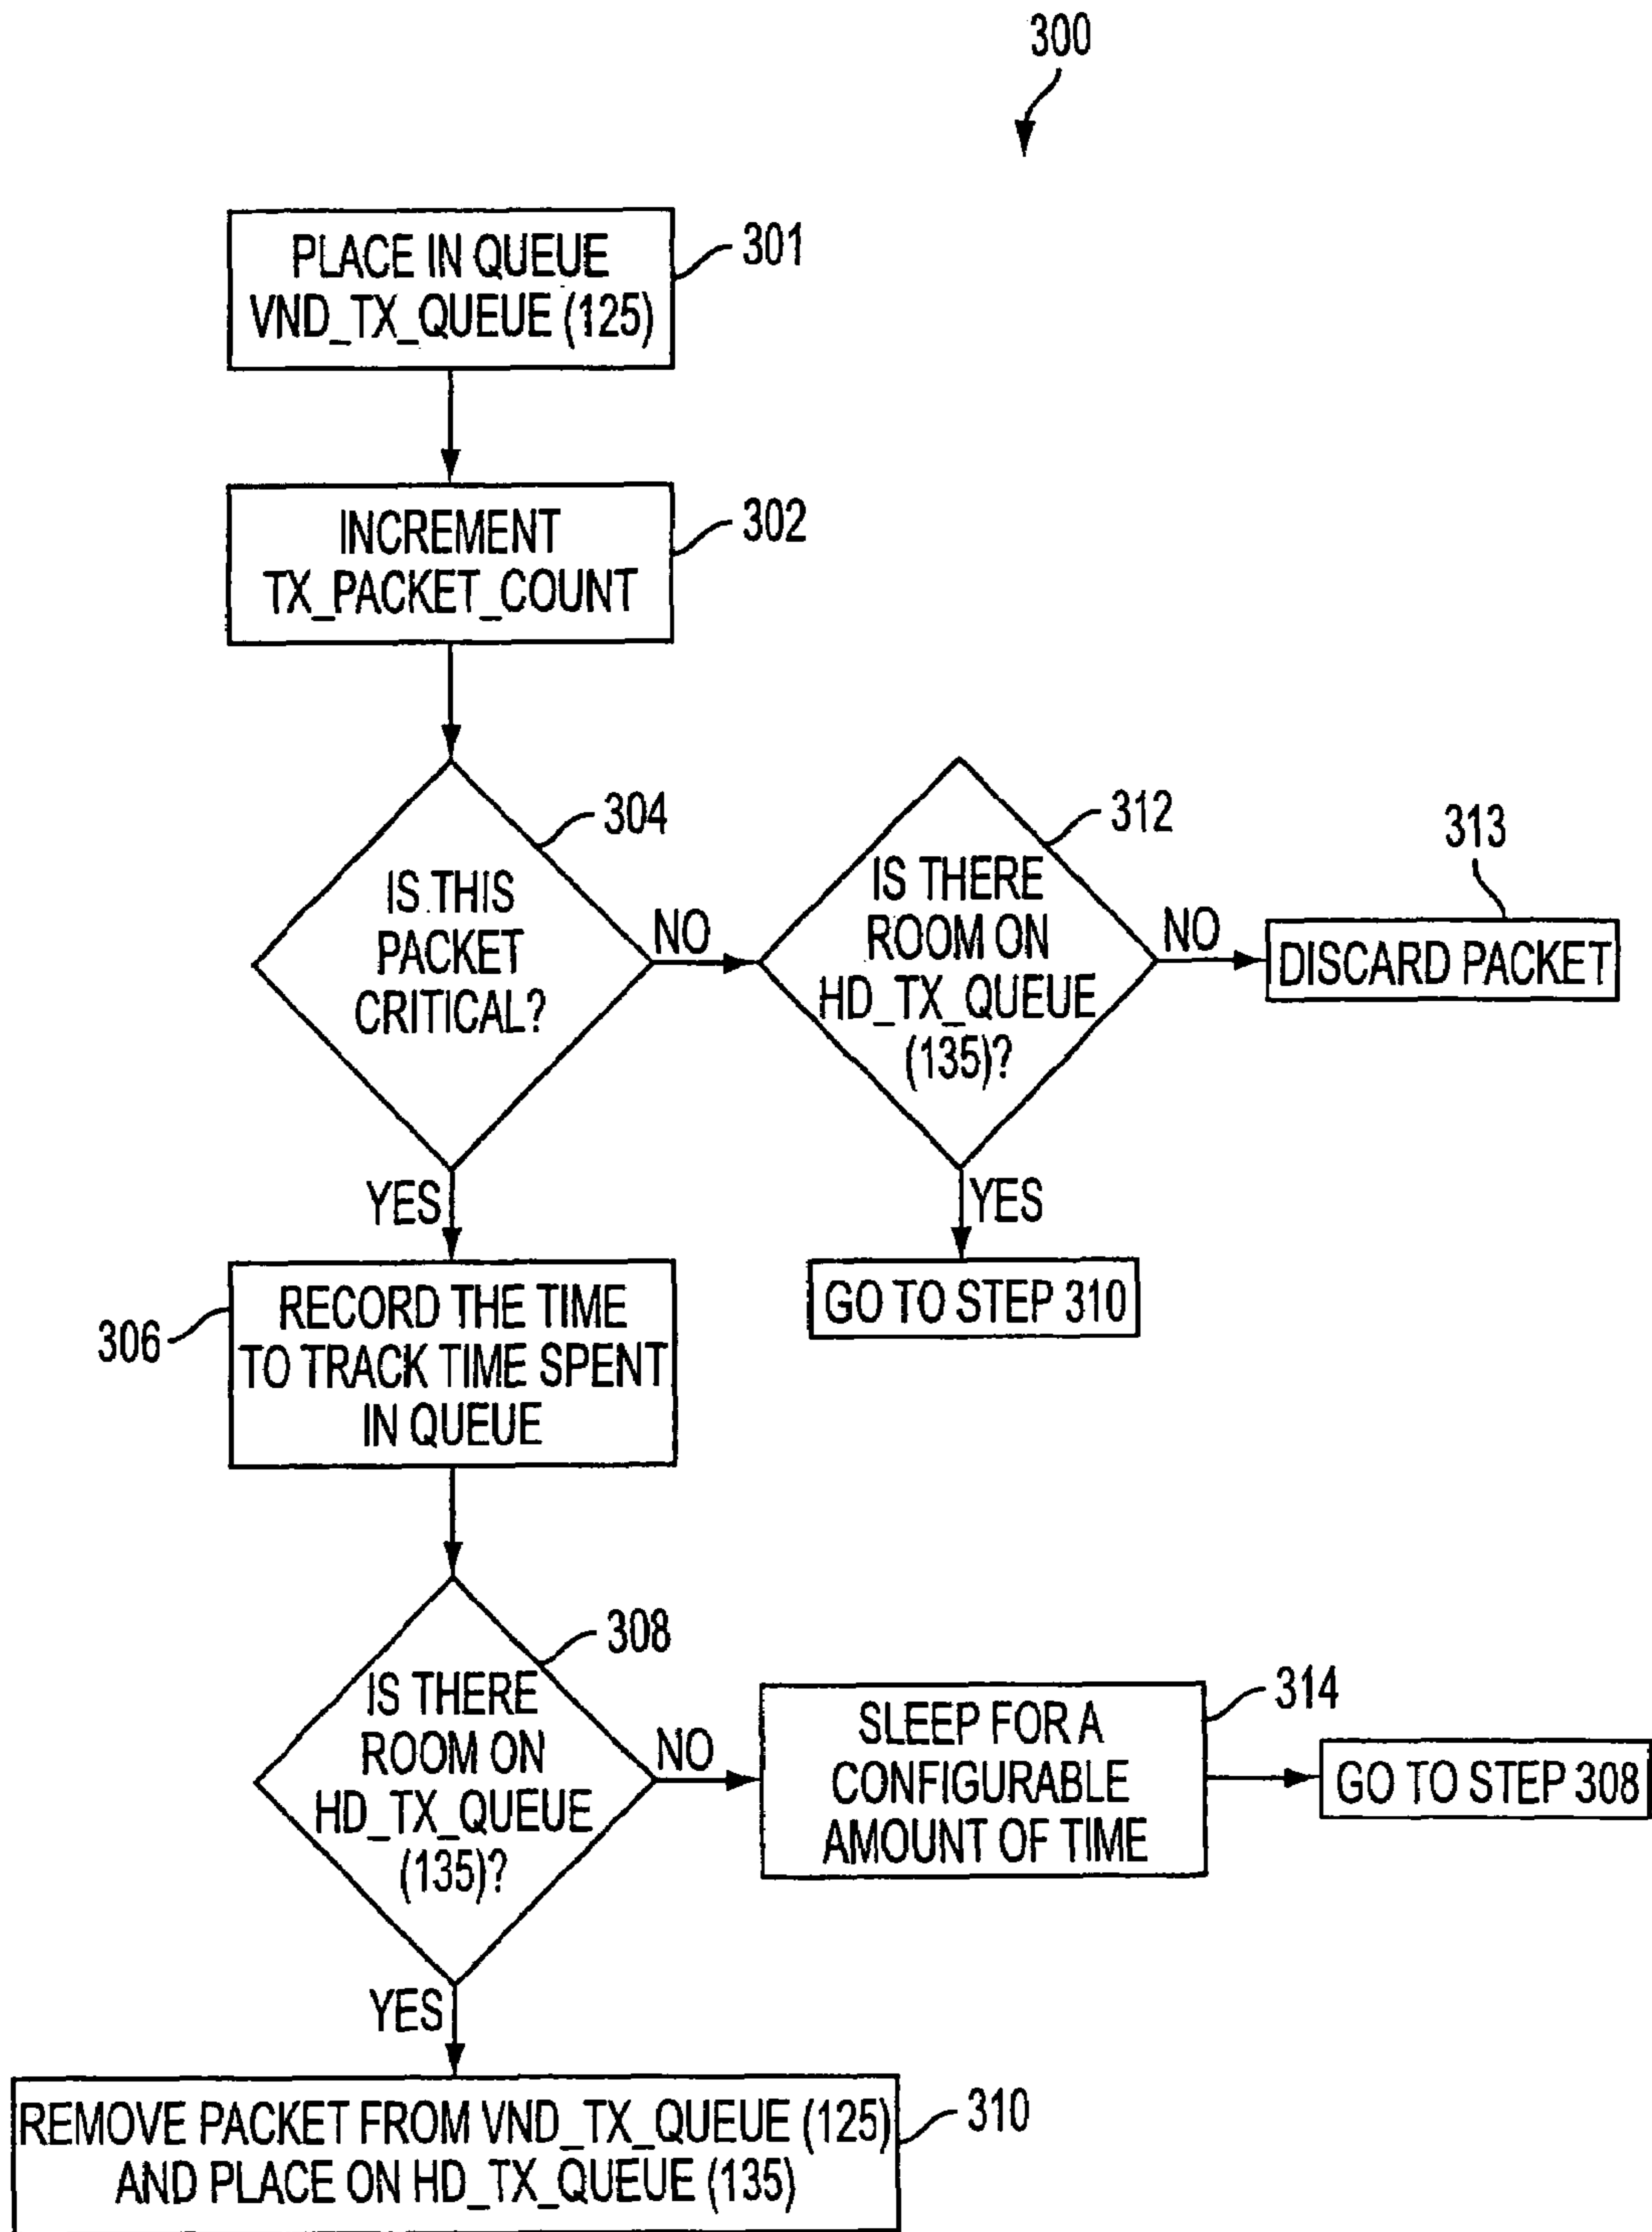 300
PLACE IN QUEUE
VND_TX_QUEUE (125)
301
INCREMENT
TX_PACKET_COUNT
302
IS THIS
PACKET
CRITICAL?
304
NO
IS THERE
ROOM ON
HD_TX_QUEUE
(135)?
312
NO
313
DISCARD PACKET
YES
YES
GO TO STEP 310
RECORD THE TIME
TO TRACK TIME SPENT
IN QUEUE
306
IS THERE
ROOM ON
HD_TX_QUEUE
(135)?
308
NO
SLEEP FOR A
CONFIGURABLE
AMOUNT OF TIME
314
GO TO STEP 308
YES
REMOVE PACKET FROM VND_TX_QUEUE (125)
AND PLACE ON HD_TX_QUEUE (135)
310